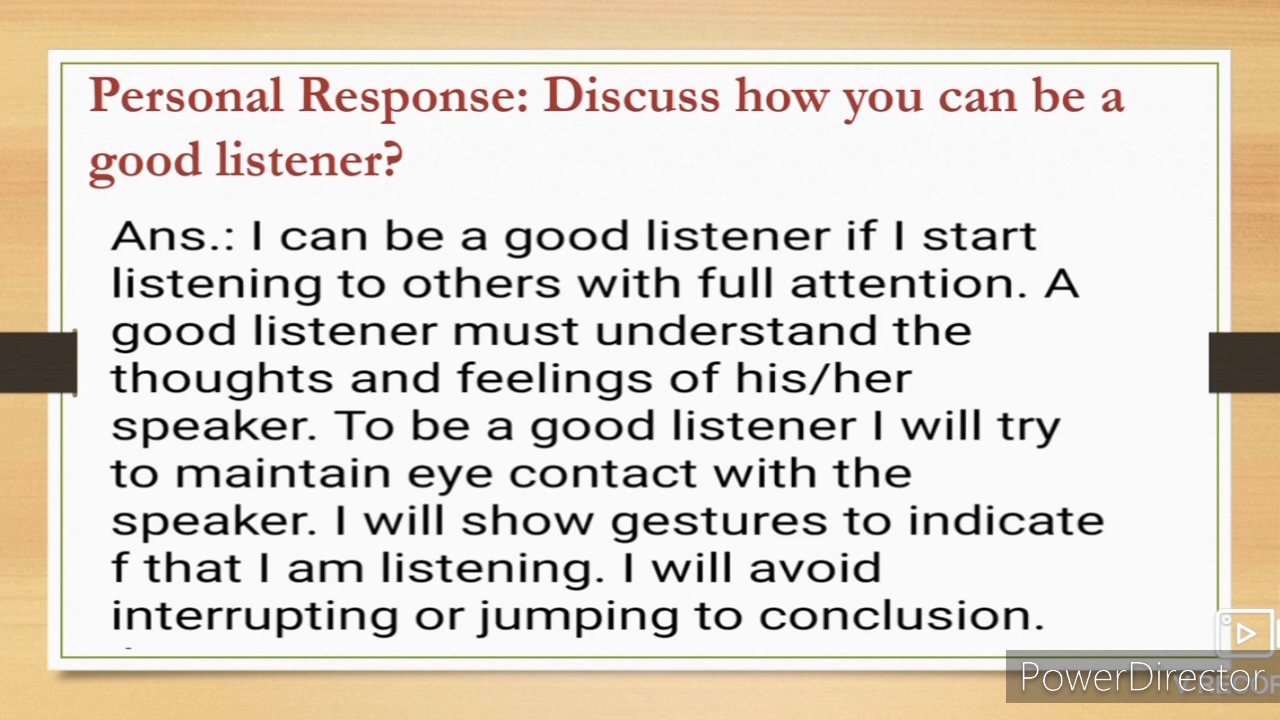 Personal Response: Discuss how you can be a
good listener?
Ans.: I can be a good listener if I start
listening to others with full attention. A
good listener must understand the
thoughts and feelings of his/her
speaker. To be a good listener I will try
to maintain eye contact with the
speaker. I will show gestures to indicate
f that I am listening. I will avoid
interrupting or jumping to conclusion.
PowerDirector